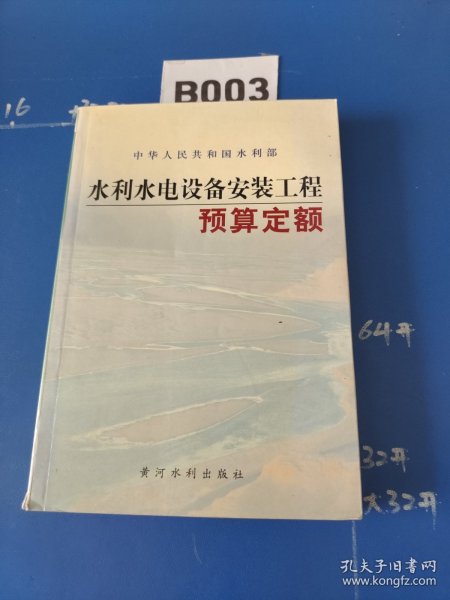 16
B003
中华人民共和国水利部
水利水电设备安装工程
预算定额
64开
32开
大32开
黄河水利出版社
孔夫子旧书网
www.kongfz.com